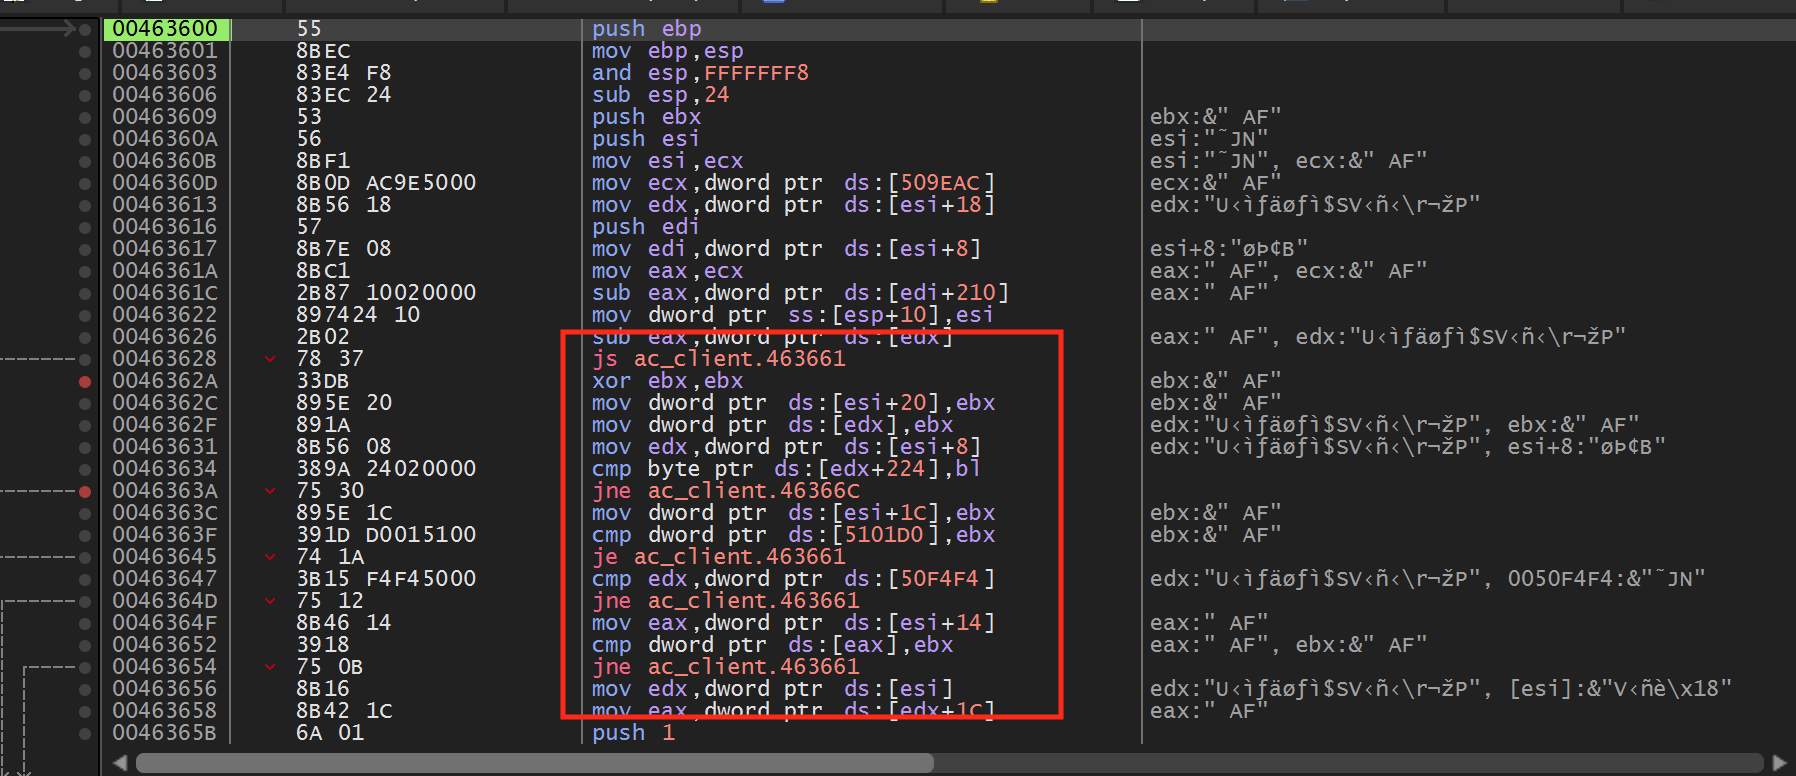 00463600 55 push ebp
00463601 8BEC mov ebp,esp
00463603 83E4 F8 and esp,FFFFFFF8
00463606 83EC 24 sub esp,24
00463609 53 push ebx ebx:&" AF"
0046360A 56 push esi esi:"˜JN"
0046360B 8BF1 mov esi,ecx esi:"˜JN", ecx:&" AF"
0046360D 8B0D AC9E5000 mov ecx,dword ptr ds:[509EAC] ecx:&" AF"
00463613 8B56 18 mov edx,dword ptr ds:[esi+18] edx:"U‹ìƒäøƒì$SV‹ñ‹\r¬žP"
00463616 57 push edi
00463617 8B7E 08 mov edi,dword ptr ds:[esi+8] esi+8:"øÞ¢B"
0046361A 8BC1 mov eax,ecx eax:" AF", ecx:&" AF"
0046361C 2B87 10020000 sub eax,dword ptr ds:[edi+210] eax:" AF"
00463622 897424 10 mov dword ptr ss:[esp+10],esi
00463626 2B02 sub eax,dword ptr ds:[edx] eax:" AF", edx:"U‹ìƒäøƒì$SV‹ñ‹\r¬žP"
00463628 78 37 js ac_client.463661
0046362A 33DB xor ebx,ebx ebx:&" AF"
0046362C 895E 20 mov dword ptr ds:[esi+20],ebx ebx:&" AF"
0046362F 891A mov dword ptr ds:[edx],ebx edx:"U‹ìƒäøƒì$SV‹ñ‹\r¬žP", ebx:&" AF"
00463631 8B56 08 mov edx,dword ptr ds:[esi+8] edx:"U‹ìƒäøƒì$SV‹ñ‹\r¬žP", esi+8:"øÞ¢B"
00463634 389A 24020000 cmp byte ptr ds:[edx+224],bl
0046363A 75 30 jne ac_client.46366C
0046363C 895E 1C mov dword ptr ds:[esi+1C],ebx ebx:&" AF"
0046363F 391D D0015100 cmp dword ptr ds:[5101D0],ebx ebx:&" AF"
00463645 74 1A je ac_client.463661
00463647 3B15 F4F45000 cmp edx,dword ptr ds:[50F4F4] edx:"U‹ìƒäøƒì$SV‹ñ‹\r¬žP", 0050F4F4:&"˜JN"
0046364D 75 12 jne ac_client.463661
0046364F 8B46 14 mov eax,dword ptr ds:[esi+14] eax:" AF"
00463652 3918 cmp dword ptr ds:[eax],ebx eax:" AF", ebx:&" AF"
00463654 75 0B jne ac_client.463661
00463656 8B16 mov edx,dword ptr ds:[esi] edx:"U‹ìƒäøƒì$SV‹ñ‹\r¬žP", [esi]:&"V‹ñè\x18"
00463658 8B42 1C mov eax,dword ptr ds:[edx+1C] eax:" AF"
0046365B 6A 01 push 1